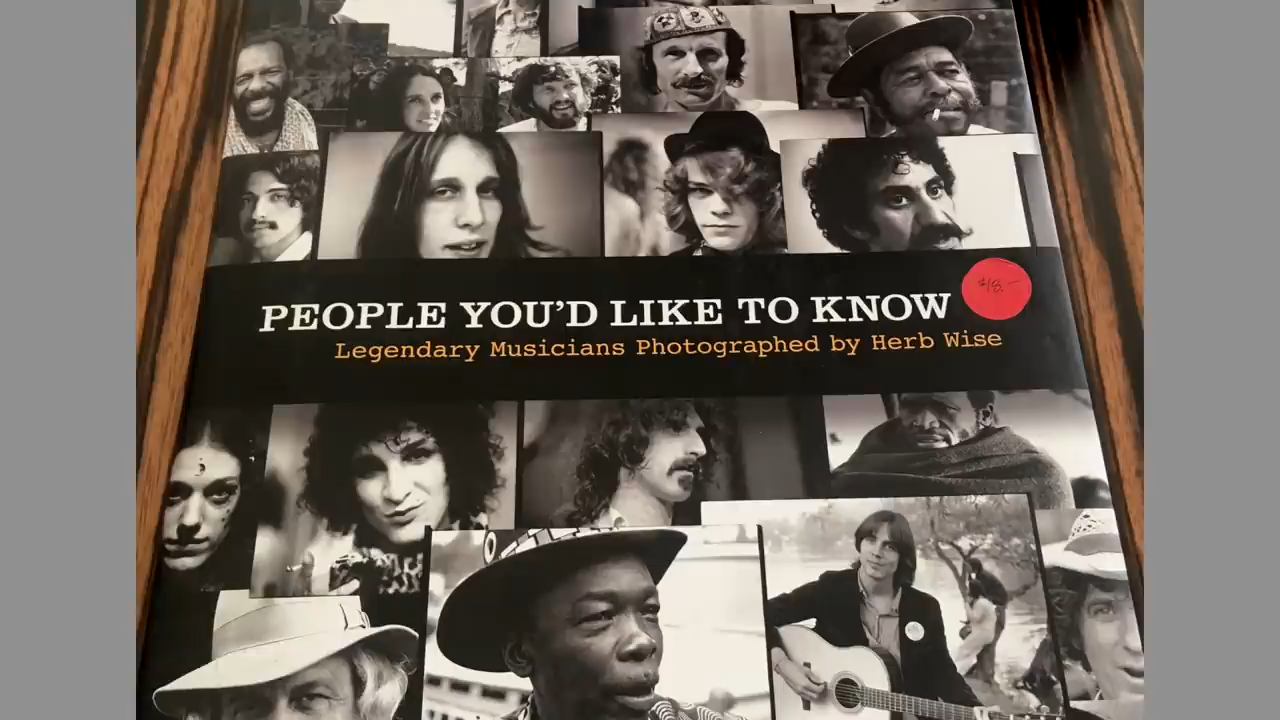 PEOPLE YOU'D LIKE TO KNOW
$18.—
Legendary Musicians Photographed by Herb Wise